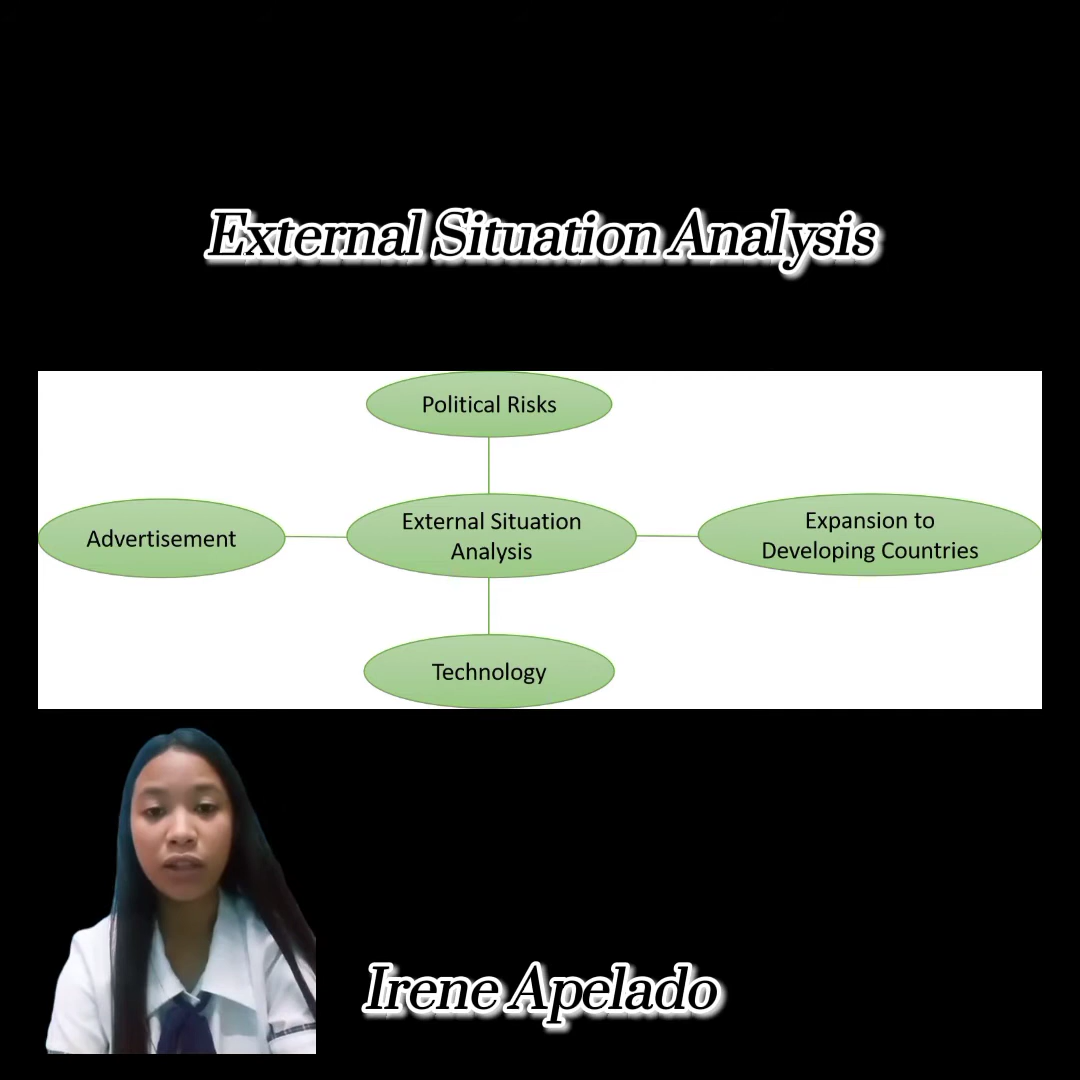 External Situation Analysis
Political Risks
Advertisement
External Situation
Analysis
Expansion to
Developing Countries
Technology
Irene Apelado